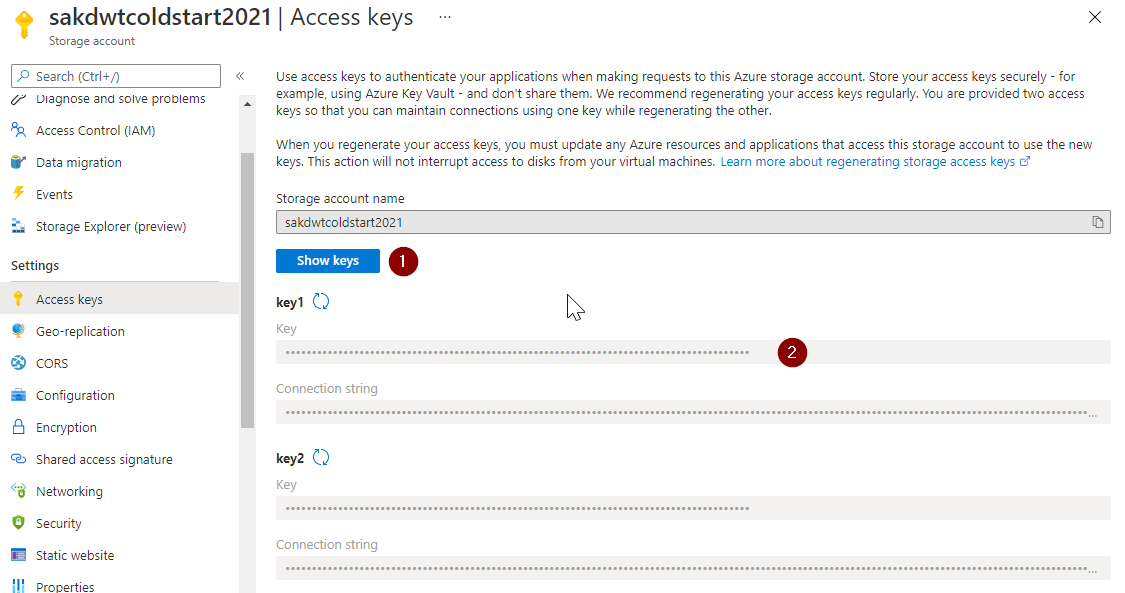 sakdwtcoldstart2021 | Access keys ...
Storage account
Search (Ctrl+/)
«
Diagnose and solve problems
Access Control (IAM)
Data migration
Events
Storage Explorer (preview)
Settings
Access keys
Geo-replication
CORS
Configuration
Encryption
Shared access signature
Networking
Security
Static website
Properties
Use access keys to authenticate your applications when making requests to this Azure storage account. Store your access keys securely - for
example, using Azure Key Vault - and don't share them. We recommend regenerating your access keys regularly. You are provided two access
keys so that you can maintain connections using one key while regenerating the other.
When you regenerate your access keys, you must update any Azure resources and applications that access this storage account to use the new
keys. This action will not interrupt access to disks from your virtual machines. Learn more about regenerating storage access keys
Storage account name
sakdwtcoldstart2021
Show keys 1
key1
Key
2
Connection string
key2
Key
Connection string